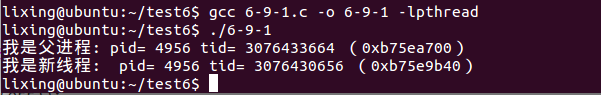 lixing@ubuntu:~/test6$ gcc 6-9-1.c -o 6-9-1 -lpthread
lixing@ubuntu:~/test6$ ./6-9-1
我是父进程: pid= 4956 tid= 3076433664 （0xb75ea700）
我是新线程:  pid= 4956 tid= 3076430656 （0xb75e9b40）
lixing@ubuntu:~/test6$